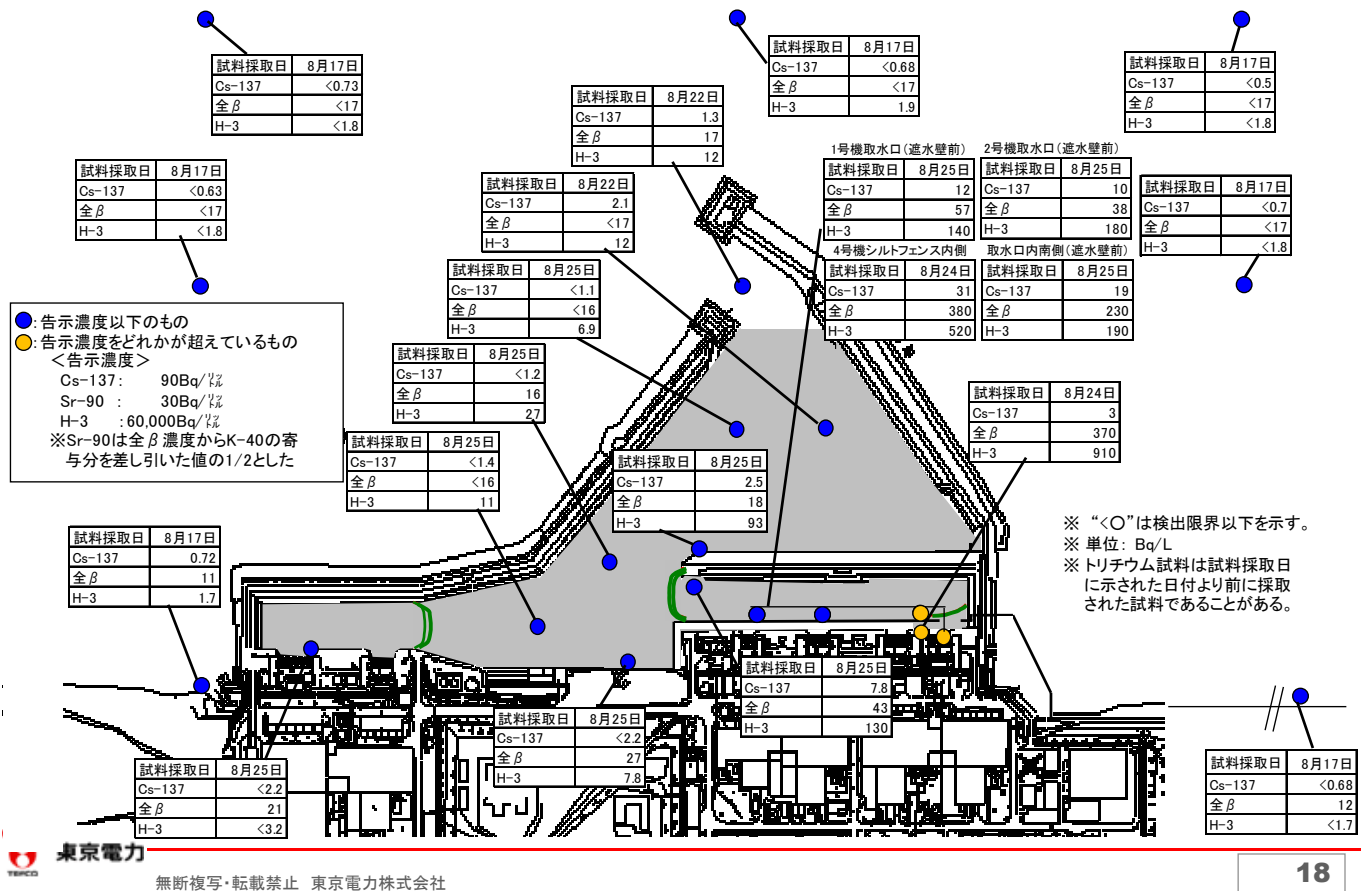 試料採取日 8月17日
Cs-137 <0.73
全β <17
H-3 <1.8
試料採取日 8月17日
Cs-137 <0.68
全β <17
H-3 1.9
試料採取日 8月17日
Cs-137 <0.5
全β <17
H-3 <1.8
試料採取日 8月22日
Cs-137 1.3
全β 17
H-3 12
試料採取日 8月17日
Cs-137 <0.63
全β <17
H-3 <1.8
試料採取日 8月22日
Cs-137 2.1
全β <17
H-3 12
1号機取水口(遮水壁前)
試料採取日 8月25日
Cs-137 12
全β 57
H-3 140
2号機取水口(遮水壁前)
試料採取日 8月25日
Cs-137 10
全β 38
H-3 180
試料採取日 8月17日
Cs-137 <0.7
全β <17
H-3 <1.8
4号機シルトフェンス内側
試料採取日 8月24日
Cs-137 31
全β 380
H-3 520
取水口内南側(遮水壁前)
試料採取日 8月25日
Cs-137 19
全β 230
H-3 190
試料採取日 8月25日
Cs-137 <1.1
全β <16
H-3 6.9
:告示濃度以下のもの
:告示濃度をどれかが超えているもの
<告示濃度>
Cs-137: 90Bq/㍑
Sr-90 : 30Bq/㍑
H-3 :60,000Bq/㍑
※Sr-90は全β濃度からK-40の寄
与分を差し引いた値の1/2とした
試料採取日 8月25日
Cs-137 <1.2
全β 16
H-3 27
試料採取日 8月24日
Cs-137 3
全β 370
H-3 910
試料採取日 8月25日
Cs-137 <1.4
全β <16
H-3 11
試料採取日 8月25日
Cs-137 2.5
全β 18
H-3 93
※ “<○”は検出限界以下を示す。
※ 単位: Bq/L
※ トリチウム試料は試料採取日
に示された日付より前に採取
された試料であることがある。
試料採取日 8月17日
Cs-137 0.72
全β 11
H-3 1.7
試料採取日 8月25日
Cs-137 7.8
全β 43
H-3 130
試料採取日 8月25日
Cs-137 <2.2
全β 27
H-3 7.8
試料採取日 8月25日
Cs-137 <2.2
全β 21
H-3 <3.2
試料採取日 8月17日
Cs-137 <0.68
全β 12
H-3 <1.7
TEPCO
東京電力
無断複写・転載禁止 東京電力株式会社
18